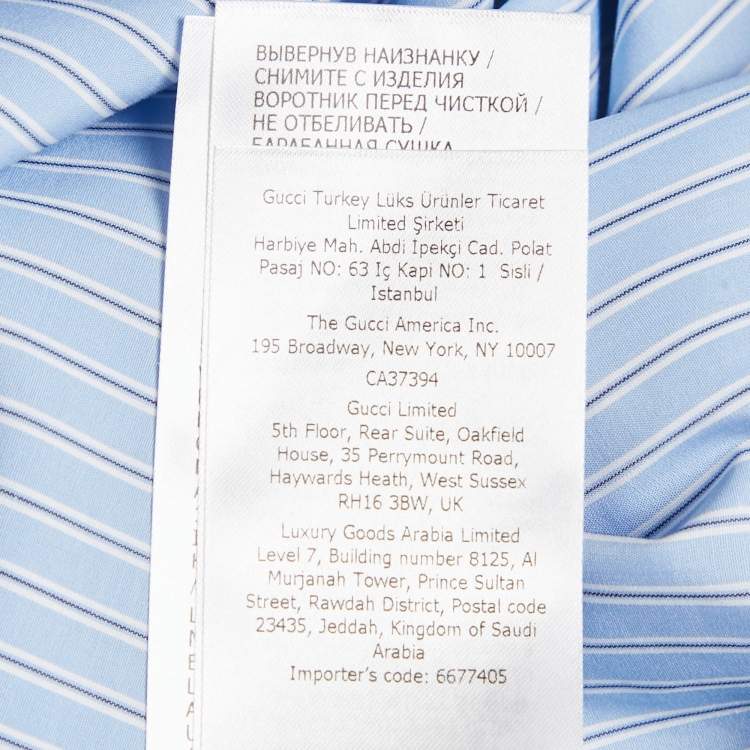 ВЫВЕРНУВ НАИЗНАНКУ /
СНИМИТЕ С ИЗДЕЛИЯ
ВОРОТНИК ПЕРЕД ЧИСТКОЙ /
НЕ ОТБЕЛИВАТЬ /
БАРАБАННАЯ СУШКА
Gucci Turkey Lüks Ürünler Ticaret
Limited Şirketi
Harbiye Mah. Abdi Ipekçi Cad. Polat
Pasaj NO: 63 Iç Kapi NO: 1 Sisli /
Istanbul
The Gucci America Inc.
195 Broadway, New York, NY 10007
CA37394
Gucci Limited
5th Floor, Rear Suite, Oakfield
House, 35 Perrymount Road,
Haywards Heath, West Sussex
RH16 3BW, UK
Luxury Goods Arabia Limited
Level 7, Building number 8125, Al
Murjanah Tower, Prince Sultan
Street, Rawdah District, Postal code
23435, Jeddah, Kingdom of Saudi
Arabia
Importer's code: 6677405